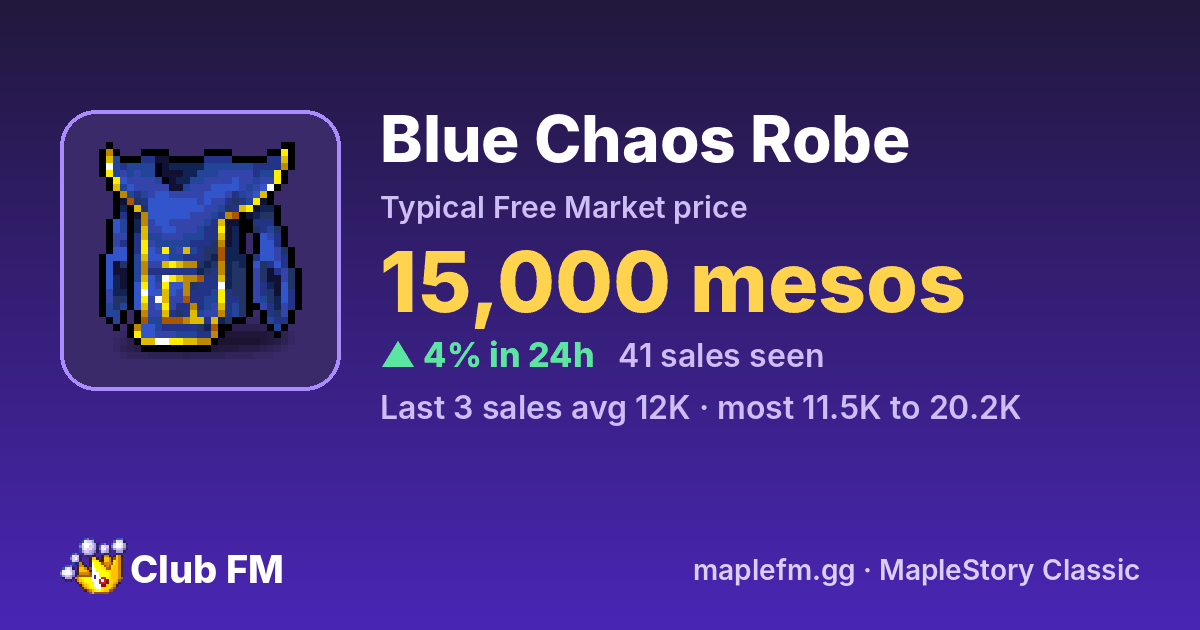 Blue Chaos Robe
Typical Free Market price
15,000 mesos
▲ 4% in 24h 41 sales seen
Last 3 sales avg 12K · most 11.5K to 20.2K
Club FM
maplefm.gg · MapleStory Classic